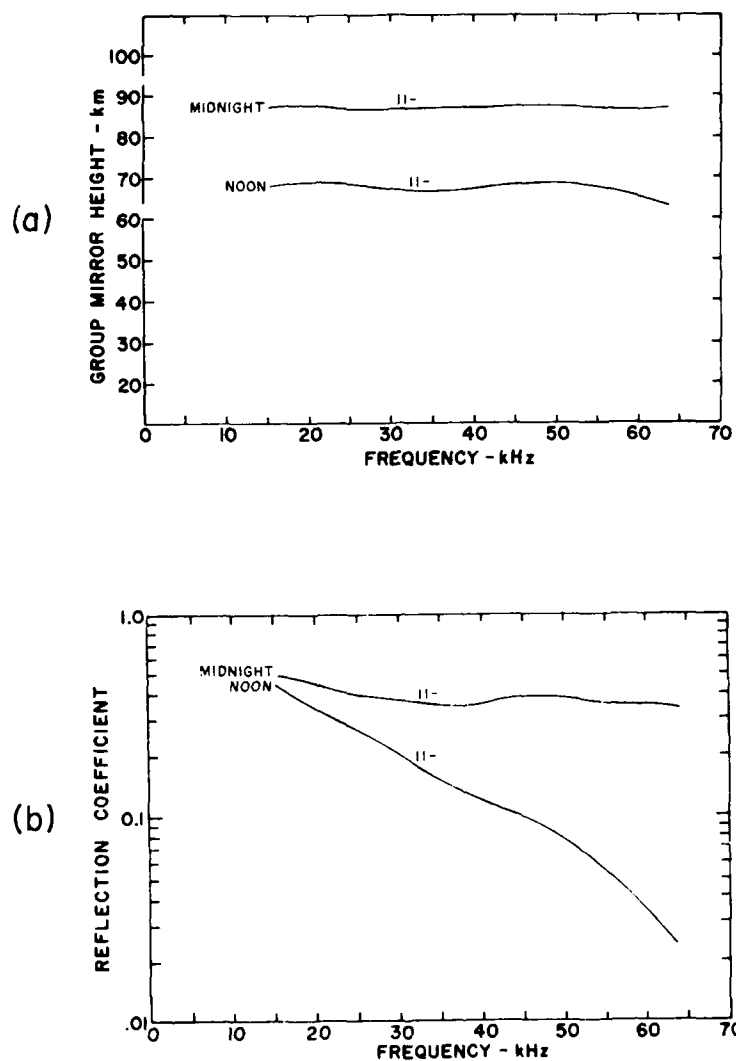 (a)
GROUP MIRROR HEIGHT - km
100
90
80
70
60
50
40
30
20
MIDNIGHT
11-
NOON
11-
0 10 20 30 40 50 60 70
FREQUENCY - kHz
(b)
REFLECTION COEFFICIENT
1.0
0.1
.01
MIDNIGHT
NOON
11-
11-
0 10 20 30 40 50 60 70
FREQUENCY - kHz